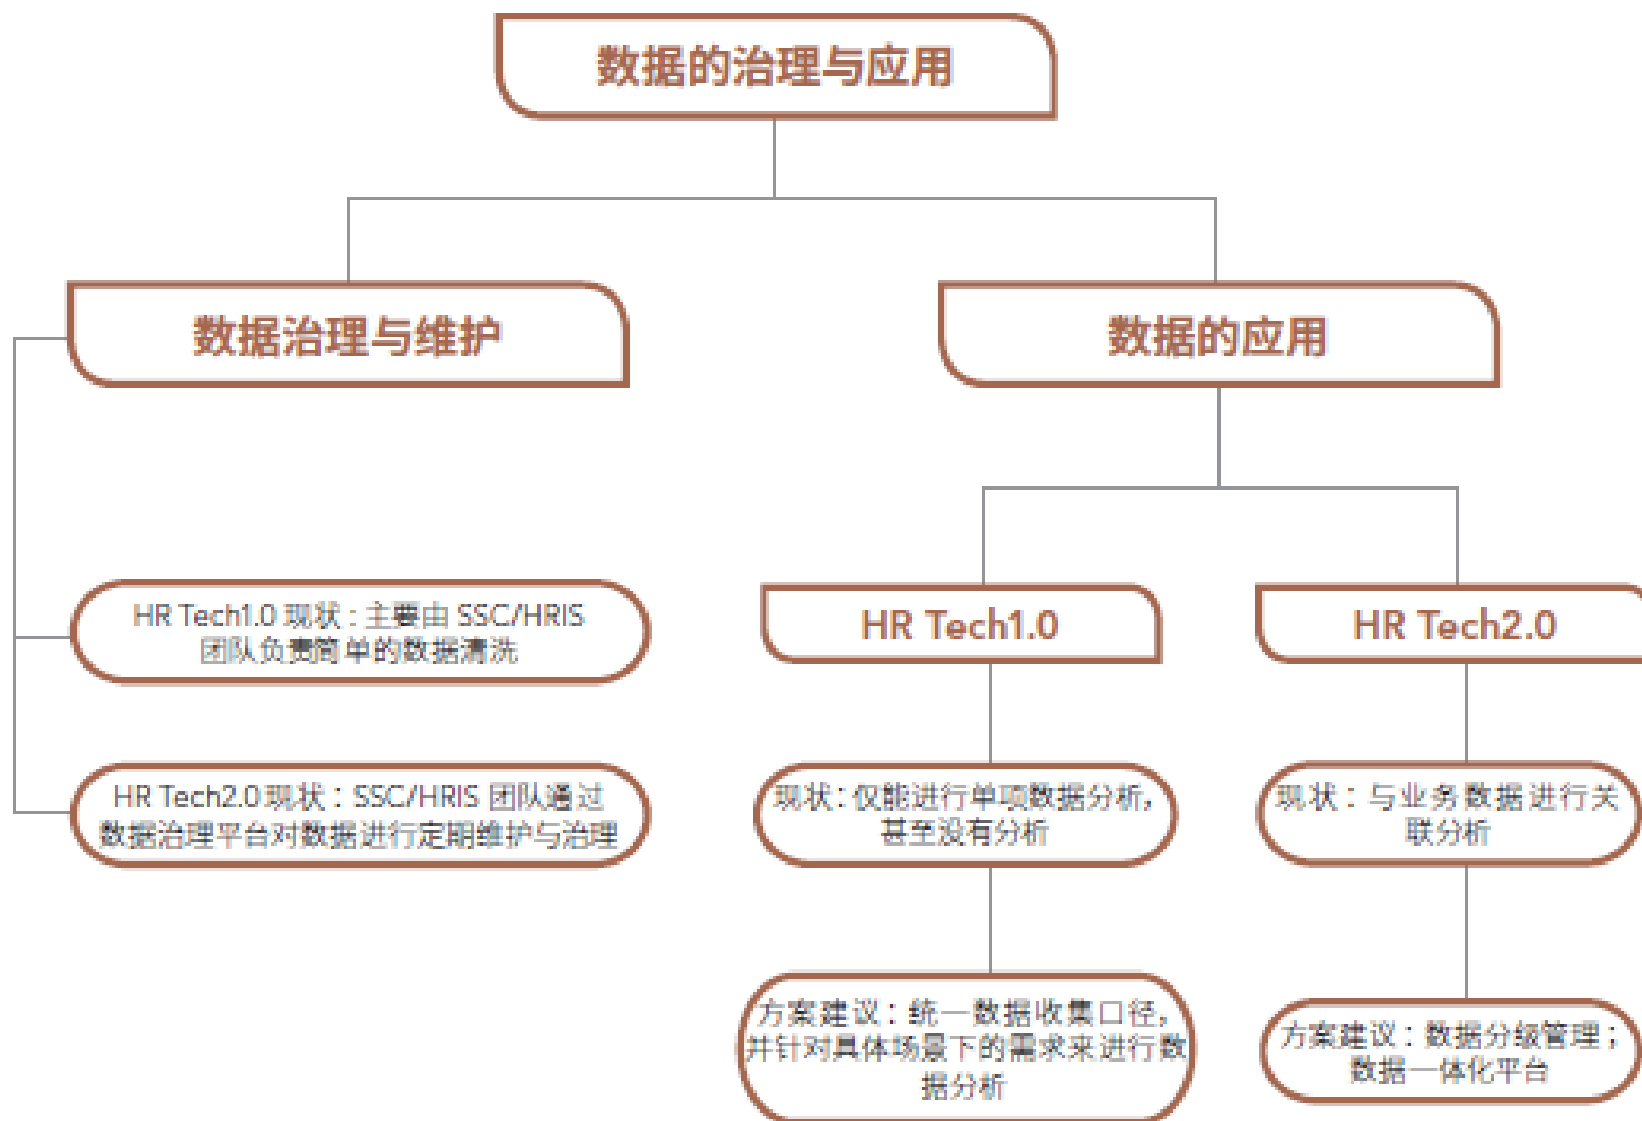 数据的治理与应用
数据治理与维护
数据的应用
HR Tech1.0 现状：主要由 SSC/HRIS
团队负责简单的数据清洗
HR Tech2.0 现状：SSC/HRIS 团队通过
数据治理平台对数据进行定期维护与治理
HR Tech1.0
现状：仅能进行单项数据分析，
甚至没有分析
方案建议：统一数据收集口径，
并针对具体场景下的需求来进行数
据分析
HR Tech2.0
现状：与业务数据进行关
联分析
方案建议：数据分级管理；
数据一体化平台